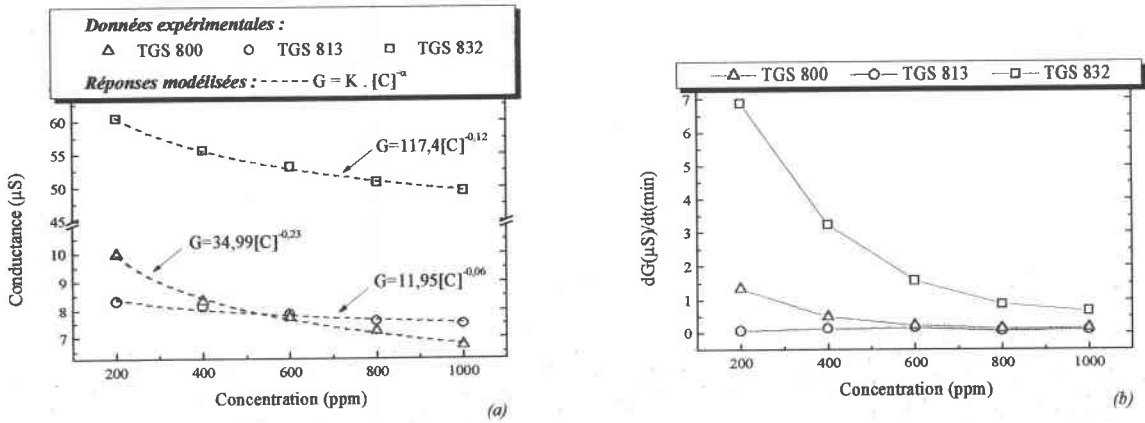 Données expérimentales :
TGS 800 TGS 813 TGS 832
Réponses modélisées : G = K . [C]^-α
Conductance (µS)
60
55
50
45
10
9
8
7
G=117,4[C]^-0,12
G=34,99[C]^-0,23
G=11,95[C]^-0,06
200 400 600 800 1000
Concentration (ppm)
(a)
TGS 800 TGS 813 TGS 832
dG(µS)/dt(min)
7
6
5
4
3
2
1
0
200 400 600 800 1000
Concentration (ppm)
(b)